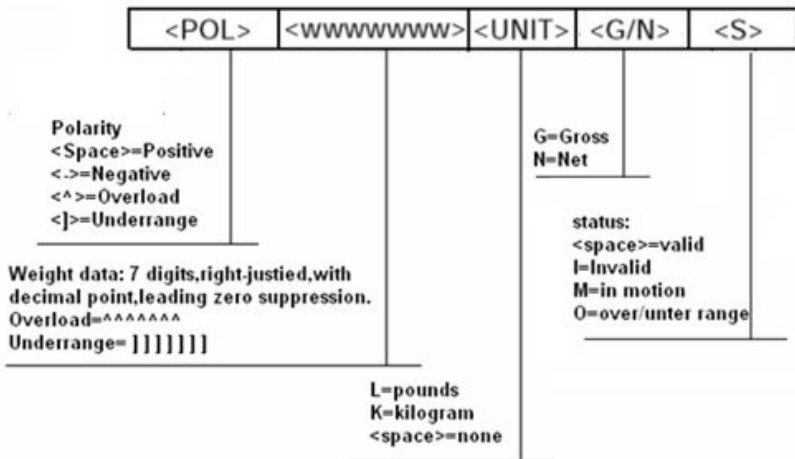 <POL> <wwwwwww> <UNIT> <G/N> <S>
Polarity
<Space>=Positive
<->=Negative
<^>=Overload
<]>=Underrange
G=Gross
N=Net
status:
<space>=valid
I=Invalid
M=in motion
O=over/unter range
Weight data: 7 digits,right-justied,with
decimal point,leading zero suppression.
Overload=^^^^^^^
Underrange= ]]]]]]]
L=pounds
K=kilogram
<space>=none